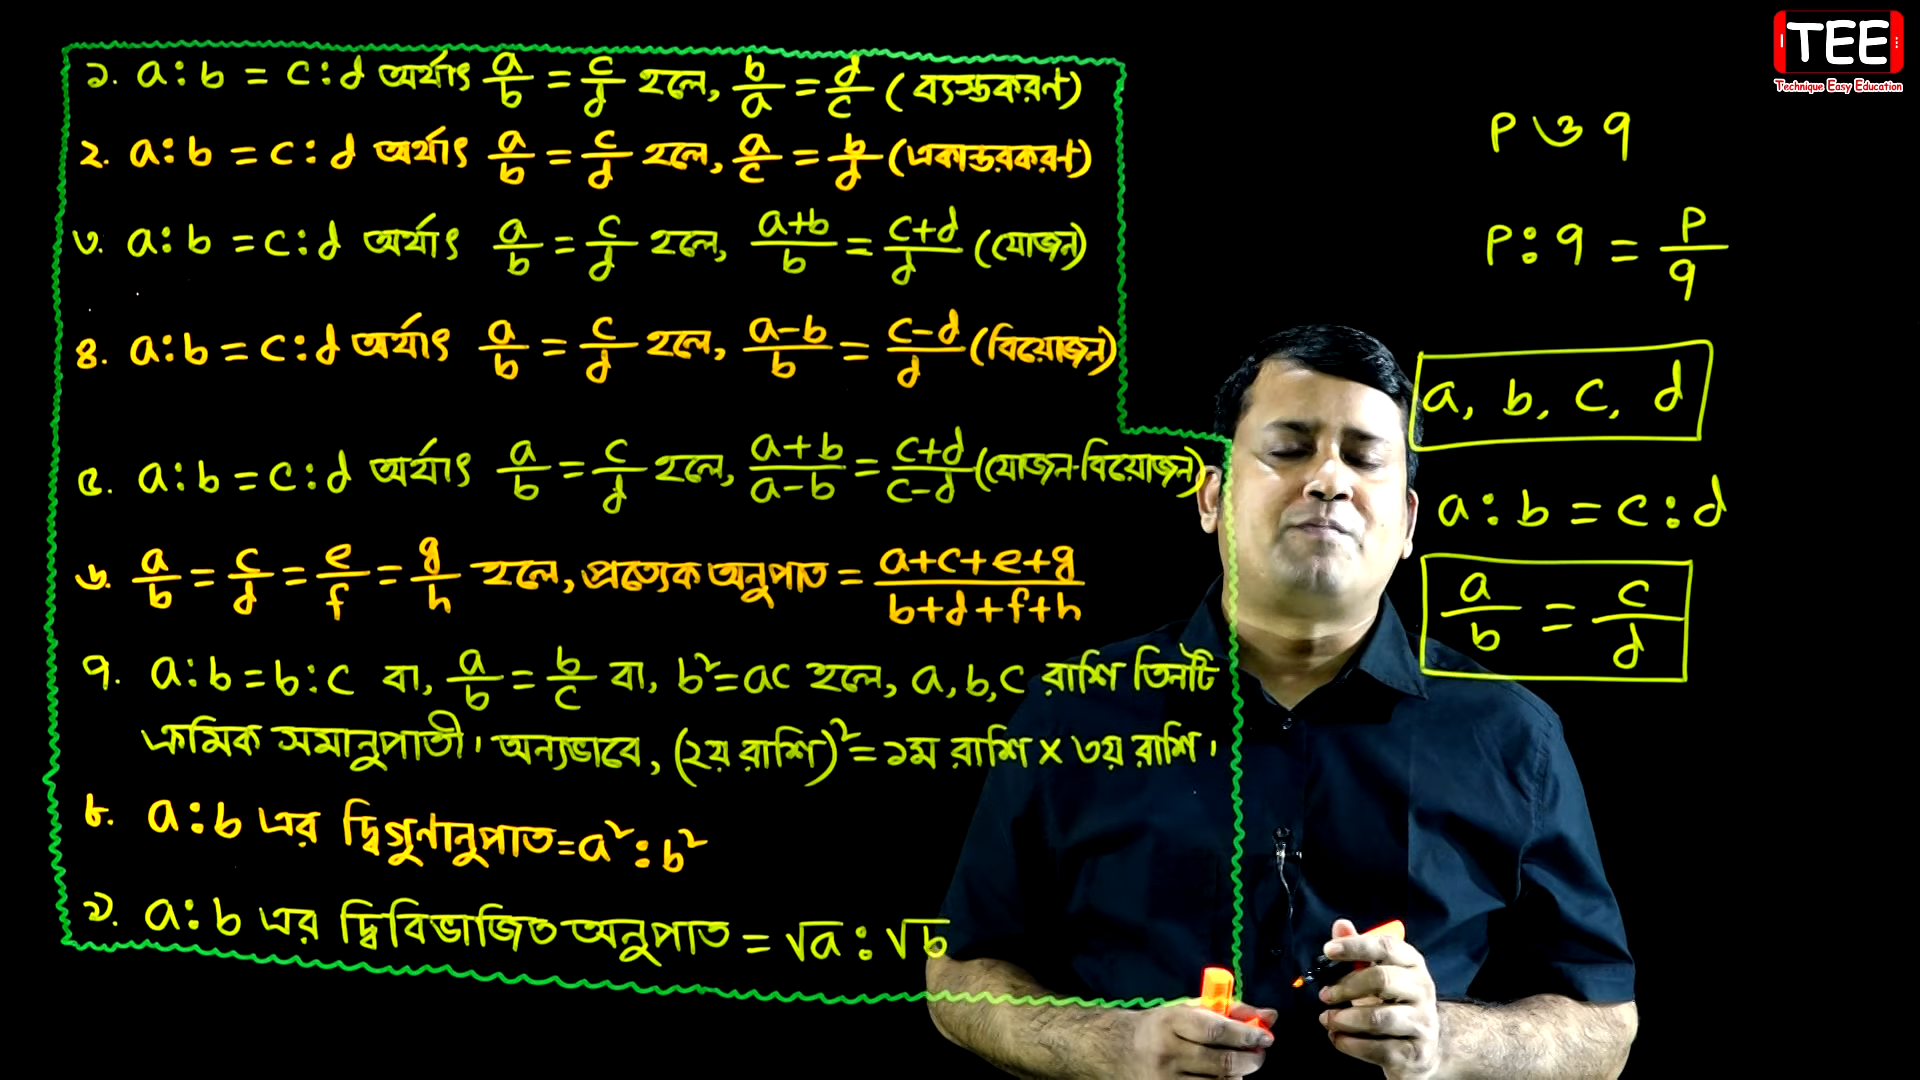 ১. a:b = c:d অর্থাৎ a/b = c/d হলে, b/a = d/c (ব্যস্তকরণ)
২. a:b = c:d অর্থাৎ a/b = c/d হলে, a/c = b/d (একান্তরকরণ)
৩. a:b = c:d অর্থাৎ a/b = c/d হলে, a+b/b = c+d/d (যোজন)
৪. a:b = c:d অর্থাৎ a/b = c/d হলে, a-b/b = c-d/d (বিয়োজন)
৫. a:b = c:d অর্থাৎ a/b = c/d হলে, a+b/a-b = c+d/c-d (যোজন-বিয়োজন)
৬. a/b = c/d = e/f = g/h হলে, প্রত্যেক অনুপাত = a+c+e+g/b+d+f+h
৭. a:b = b:c বা, a/b = b/c বা, b²=ac হলে, a, b, c রাশি তিনটি
ক্রমিক সমানুপাতী। অন্যভাবে, (২য় রাশি)² = ১ম রাশি × ৩য় রাশি।
৮. a:b এর দ্বিগুণানুপাত = a² : b²
৯. a:b এর দ্বিবিভাজিত অনুপাত = √a : √b
TEE
Technique Easy Education
p ও q
p:q = p/q
a, b, c, d
a:b = c:d
a/b = c/d